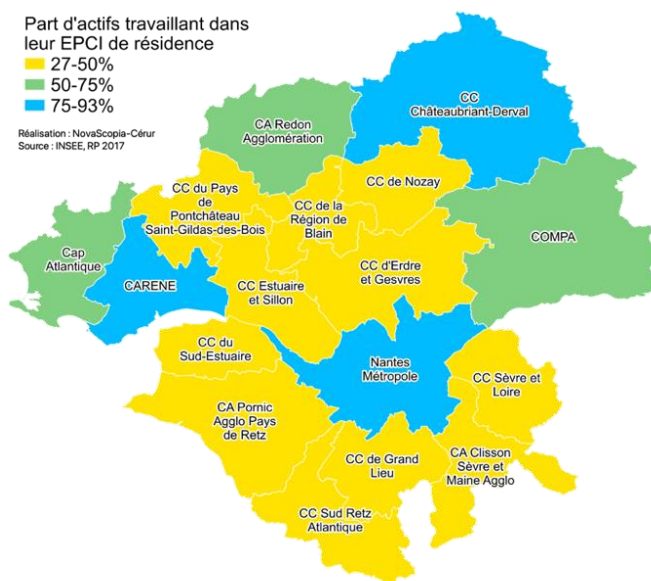 Part d'actifs travaillant dans
leur EPCI de résidence
27-50%
50-75%
75-93%
Réalisation : NovaScopia-Cérur
Source : INSEE, RP 2017
CC
Châteaubriant-Derval
CA Redon
Agglomération
CC de Nozay
CC du Pays
de
Pontchâteau
Saint-Gildas-des-Bois
CC de la
Région de
Blain
COMPA
Cap
Atlantique
CARENE
CC Estuaire
et Sillon
CC d'Erdre
et Gesvres
CC du
Sud-Estuaire
Nantes
Métropole
CC Sèvre et
Loire
CA Pornic
Agglo Pays
de Retz
CC de Grand
Lieu
CA Clisson
Sèvre et
Maine Agglo
CC Sud Retz
Atlantique